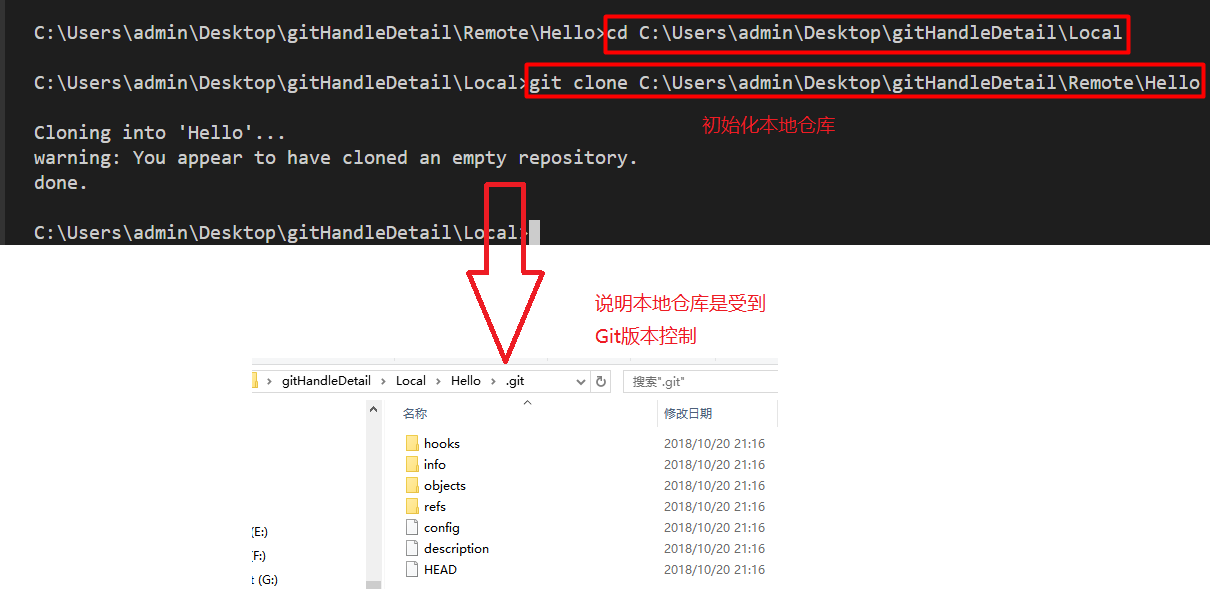 C:\Users\admin\Desktop\gitHandleDetail\Remote\Hello>cd C:\Users\admin\Desktop\gitHandleDetail\Local
C:\Users\admin\Desktop\gitHandleDetail\Local>git clone C:\Users\admin\Desktop\gitHandleDetail\Remote\Hello
初始化本地仓库
Cloning into 'Hello'...
warning: You appear to have cloned an empty repository.
done.
C:\Users\admin\Desktop\gitHandleDetail\Local>
说明本地仓库是受到
Git版本控制
gitHandleDetail > Local > Hello > .git
搜索".git"
名称 修改日期
hooks 2018/10/20 21:16
info 2018/10/20 21:16
objects 2018/10/20 21:16
refs 2018/10/20 21:16
config 2018/10/20 21:16
description 2018/10/20 21:16
HEAD 2018/10/20 21:16
(E:)
(F:)
t (G:)